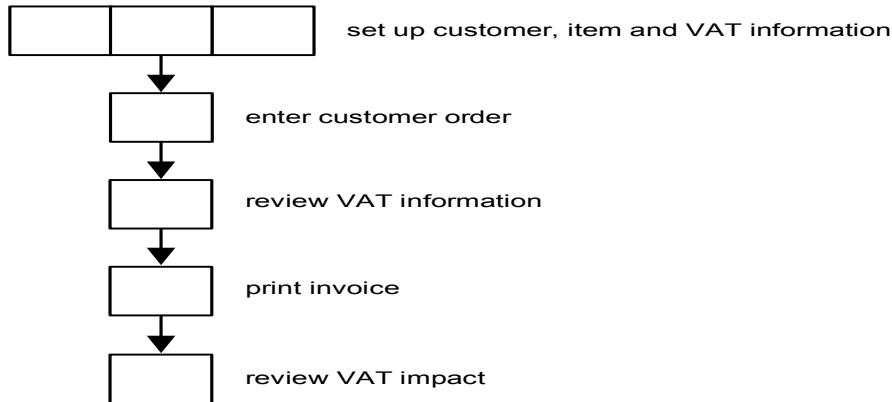 set up customer, item and VAT information
enter customer order
review VAT information
print invoice
review VAT impact